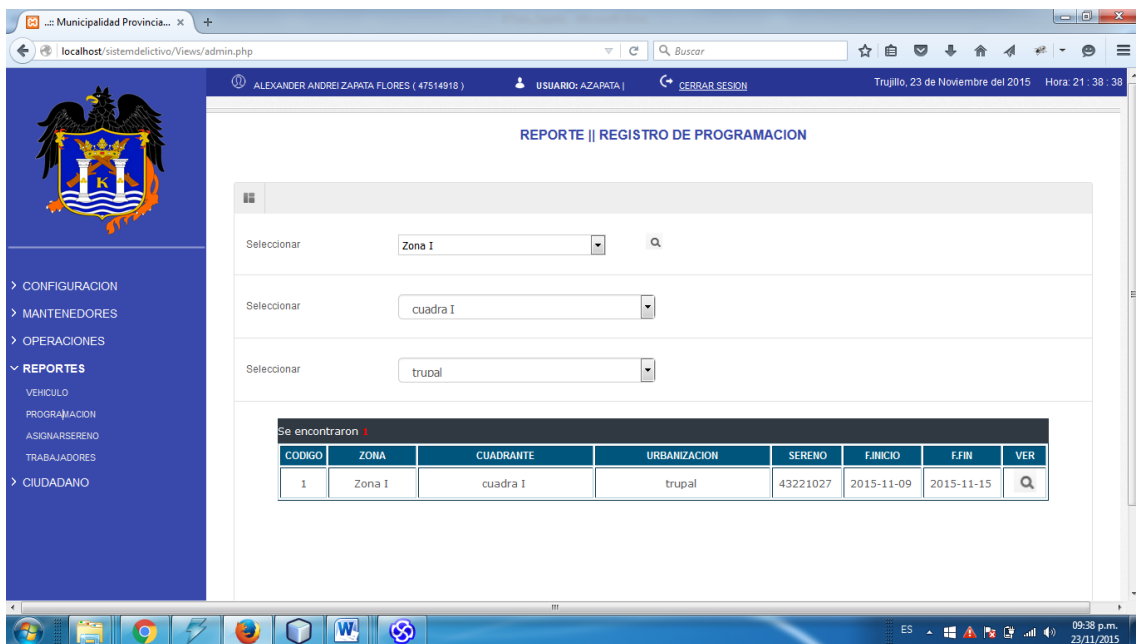 ..:: Municipalidad Provincia... × +
localhost/sistemdelictivo/Views/admin.php
Buscar
ALEXANDER ANDREI ZAPATA FLORES ( 47514918 ) USUARIO: AZAPATA | CERRAR SESION Trujillo, 23 de Noviembre del 2015 Hora: 21 : 38 : 38
K
REPORTE || REGISTRO DE PROGRAMACION
Seleccionar Zona I
Seleccionar cuadra I
Seleccionar trupal
> CONFIGURACION
> MANTENEDORES
> OPERACIONES
REPORTES
VEHICULO
PROGRAMACION
ASIGNARSERENO
TRABAJADORES
> CIUDADANO
Se encontraron 1
CODIGO ZONA CUADRANTE URBANIZACION SERENO F.INICIO F.FIN VER
1 Zona I cuadra I trupal 43221027 2015-11-09 2015-11-15
W
ES 09:38 p.m.
23/11/2015